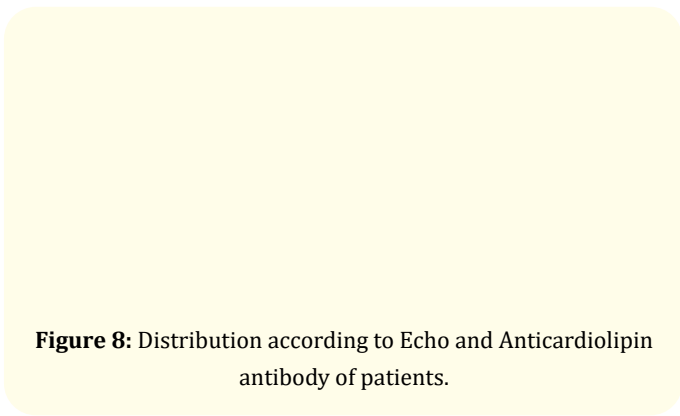 Figure 8: Distribution according to Echo and Anticardiolipin
antibody of patients.